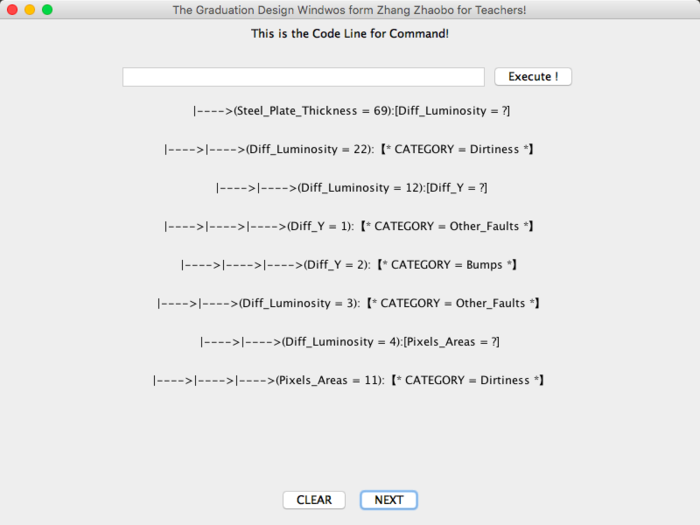 The Graduation Design Windwos form Zhang Zhaobo for Teachers!
This is the Code Line for Command!
Execute !
|---->(Steel_Plate_Thickness = 69):[Diff_Luminosity = ?]
|---->|---->(Diff_Luminosity = 22):【* CATEGORY = Dirtiness *】
|---->|---->(Diff_Luminosity = 12):[Diff_Y = ?]
|---->|---->|---->(Diff_Y = 1):【* CATEGORY = Other_Faults *】
|---->|---->|---->(Diff_Y = 2):【* CATEGORY = Bumps *】
|---->|---->(Diff_Luminosity = 3):【* CATEGORY = Other_Faults *】
|---->|---->(Diff_Luminosity = 4):[Pixels_Areas = ?]
|---->|---->|---->(Pixels_Areas = 11):【* CATEGORY = Dirtiness *】
CLEAR NEXT